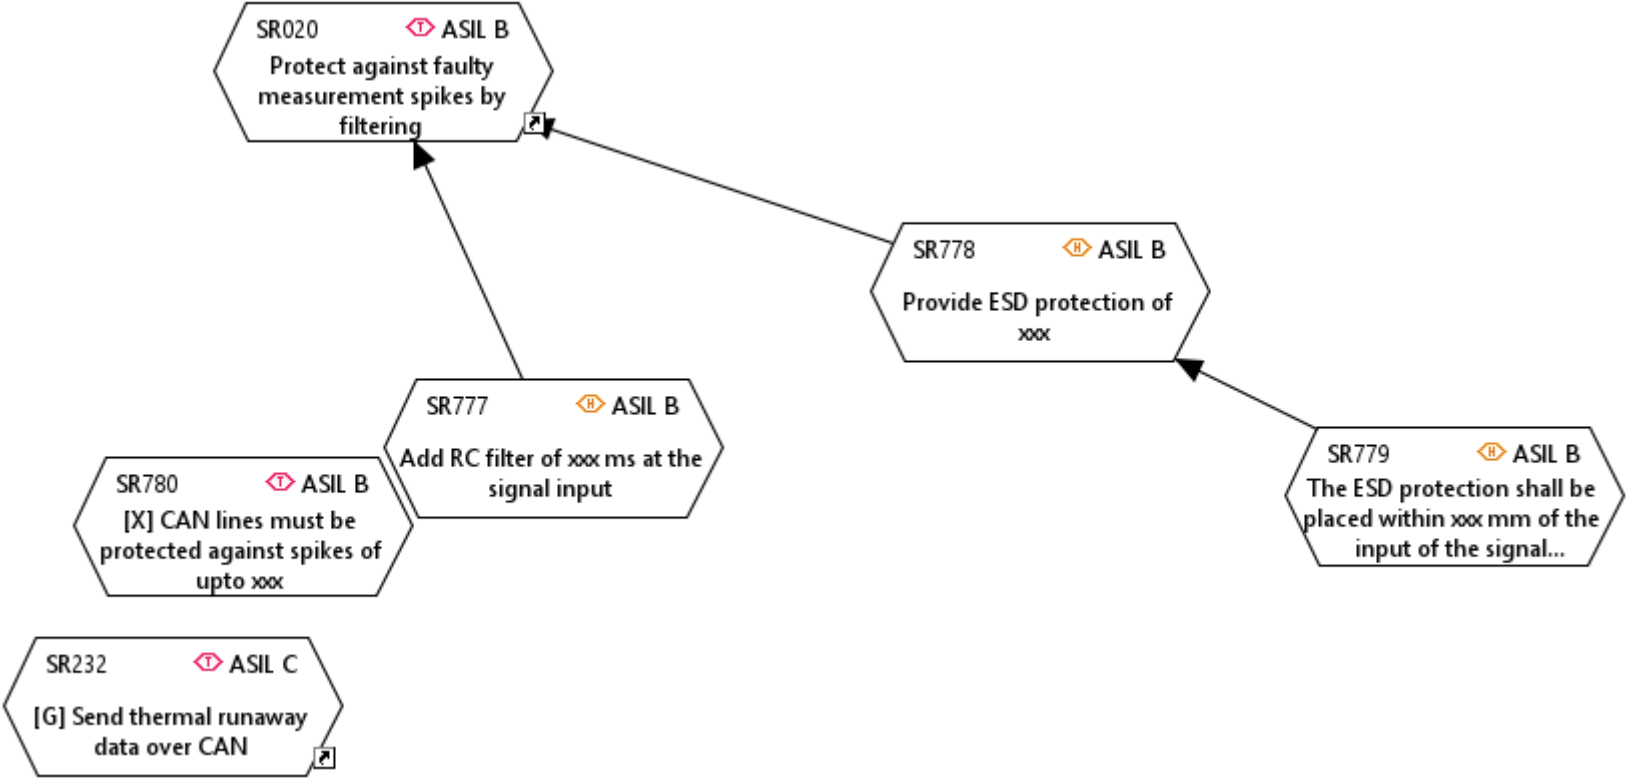 SR020 T ASIL B
Protect against faulty
measurement spikes by
filtering
SR778 H ASIL B
Provide ESD protection of
xxx
SR777 H ASIL B
Add RC filter of xxx ms at the
signal input
SR779 H ASIL B
The ESD protection shall be
placed within xxx mm of the
input of the signal...
SR780 T ASIL B
[X] CAN lines must be
protected against spikes of
upto xxx
SR232 T ASIL C
[G] Send thermal runaway
data over CAN